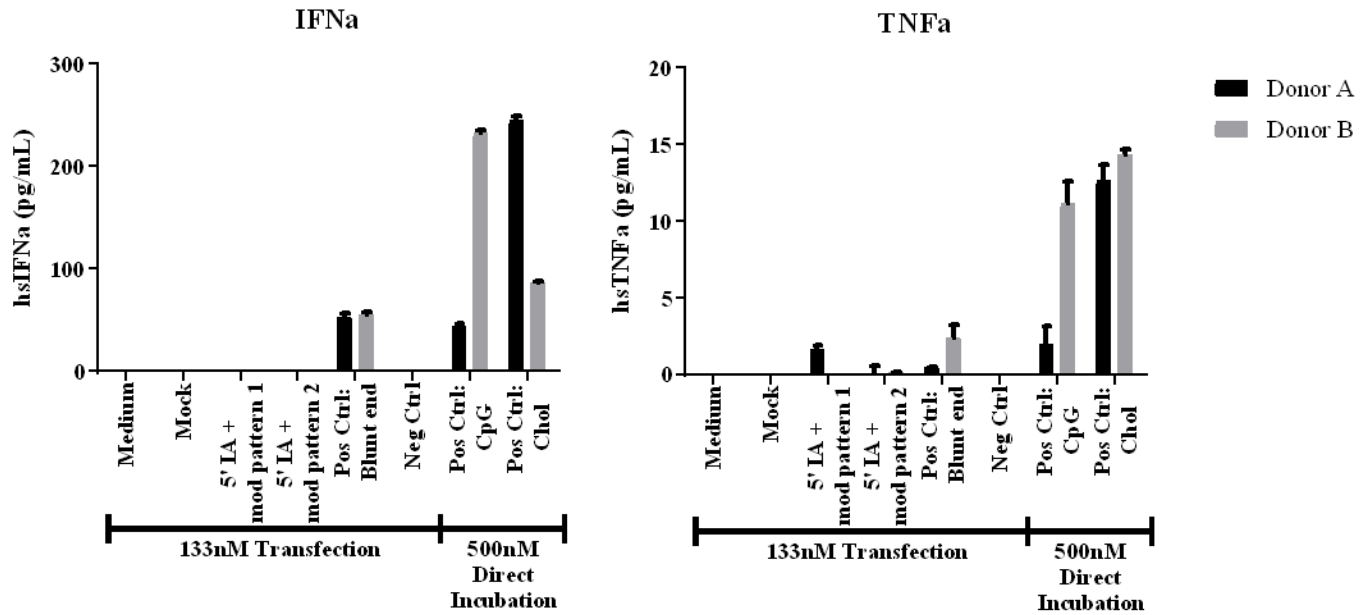 IFNa
hsIFNa (pg/mL)
300
200
100
0
Medium
Mock
5' IA +
mod pattern 1
5' IA +
mod pattern 2
Pos Ctrl:
Blunt end
Neg Ctrl
Pos Ctrl:
CpG
Pos Ctrl:
Chol
133nM Transfection
500nM
Direct
Incubation
TNFa
hsTNFa (pg/mL)
20
15
10
5
0
Medium
Mock
5' IA +
mod pattern 1
5' IA +
mod pattern 2
Pos Ctrl:
Blunt end
Neg Ctrl
Pos Ctrl:
CpG
Pos Ctrl:
Chol
133nM Transfection
500nM
Direct
Incubation
Donor A
Donor B